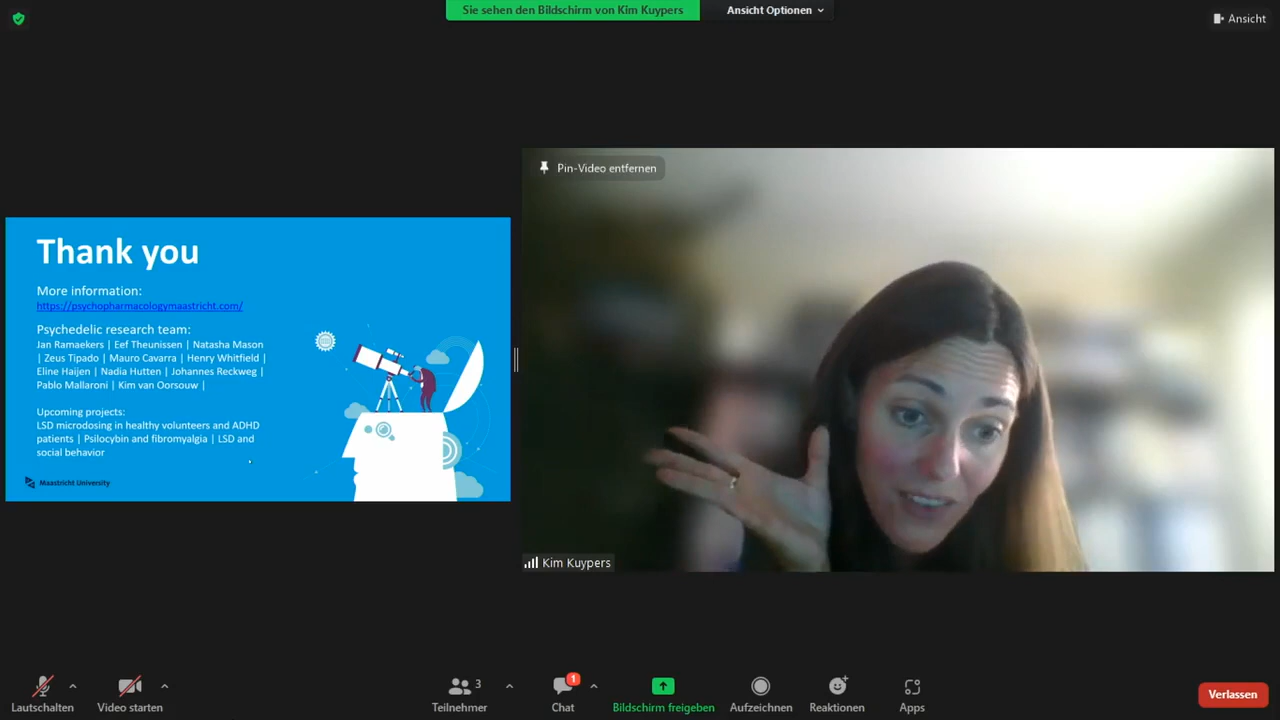 Sie sehen den Bildschirm von Kim Kuypers
Ansicht Optionen
Ansicht
Pin-Video entfernen
Thank you
More information:
https://psychopharmacologymaastricht.com/
Psychedelic research team:
Jan Ramaekers | Eef Theunissen | Natasha Mason
| Zeus Tipado | Mauro Cavarra | Henry Whitfield |
Eline Haijen | Nadia Hutten | Johannes Reckweg |
Pablo Mallaroni | Kim van Oorsouw |
Upcoming projects:
LSD microdosing in healthy volunteers and ADHD
patients | Psilocybin and fibromyalgia | LSD and
social behavior
Maastricht University
Kim Kuypers
Lautschalten
Video starten
3
Teilnehmer
1
Chat
Bildschirm freigeben
Aufzeichnen
Reaktionen
Apps
Verlassen